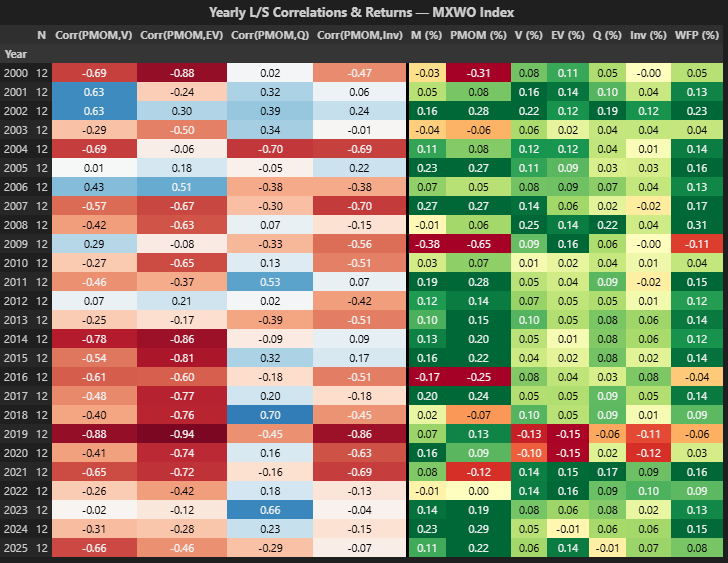 Yearly L/S Correlations & Returns — MXWO Index
N Corr(PMOM,V) Corr(PMOM,EV) Corr(PMOM,Q) Corr(PMOM,Inv) M (%) PMOM (%) V (%) EV (%) Q (%) Inv (%) WFP (%)
Year
2000 12 -0.69 -0.88 0.02 -0.47 -0.03 -0.31 0.08 0.11 0.05 -0.00 0.05
2001 12 0.63 -0.24 0.32 0.06 0.05 0.08 0.16 0.14 0.10 0.04 0.13
2002 12 0.63 0.30 0.39 0.24 0.16 0.28 0.22 0.12 0.19 0.12 0.23
2003 12 -0.29 -0.50 0.34 -0.01 -0.04 -0.06 0.06 0.02 0.04 0.04 0.04
2004 12 -0.69 -0.06 -0.70 -0.69 0.11 0.08 0.12 0.12 0.04 0.01 0.14
2005 12 0.01 0.18 -0.05 0.22 0.23 0.27 0.11 0.09 0.03 0.03 0.16
2006 12 0.43 0.51 -0.38 -0.38 0.07 0.05 0.08 0.09 0.07 0.04 0.13
2007 12 -0.57 -0.67 -0.30 -0.70 0.27 0.27 0.14 0.06 0.02 -0.02 0.17
2008 12 -0.42 -0.63 0.07 -0.15 -0.01 0.06 0.25 0.14 0.22 0.04 0.31
2009 12 0.29 -0.08 -0.33 -0.56 -0.38 -0.65 0.09 0.16 0.06 -0.00 -0.11
2010 12 -0.27 -0.65 0.13 -0.51 0.03 0.07 0.01 0.02 0.04 0.01 0.04
2011 12 -0.46 -0.37 0.53 0.07 0.19 0.28 0.05 0.04 0.09 -0.02 0.15
2012 12 0.07 0.21 0.02 -0.42 0.12 0.14 0.05 0.05 0.05 0.01 0.12
2013 12 -0.25 -0.17 -0.39 -0.51 0.10 0.15 0.10 0.05 0.08 0.06 0.14
2014 12 -0.78 -0.86 -0.09 0.09 0.13 0.20 0.05 0.01 0.08 0.06 0.12
2015 12 -0.54 -0.81 0.32 0.17 0.16 0.22 0.04 0.02 0.08 0.02 0.14
2016 12 -0.61 -0.60 -0.18 -0.51 -0.17 -0.25 0.08 0.04 0.03 0.08 -0.04
2017 12 -0.48 -0.77 0.20 -0.18 0.20 0.24 0.05 0.05 0.09 0.05 0.14
2018 12 -0.40 -0.76 0.70 -0.45 0.02 -0.07 0.10 0.05 0.09 0.01 0.09
2019 12 -0.88 -0.94 -0.45 -0.86 0.07 0.13 -0.13 -0.15 -0.06 -0.11 -0.06
2020 12 -0.41 -0.74 0.16 -0.63 0.16 0.09 -0.10 -0.15 0.02 -0.12 0.03
2021 12 -0.65 -0.72 -0.16 -0.69 0.08 -0.12 0.14 0.15 0.17 0.09 0.16
2022 12 -0.26 -0.42 0.18 -0.13 -0.01 0.00 0.14 0.16 0.09 0.10 0.09
2023 12 -0.02 -0.12 0.66 -0.04 0.14 0.19 0.08 0.06 0.08 0.02 0.13
2024 12 -0.31 -0.28 0.23 -0.15 0.23 0.29 0.05 -0.01 0.06 0.06 0.15
2025 12 -0.66 -0.46 -0.29 -0.07 0.11 0.22 0.06 0.14 -0.01 0.07 0.08